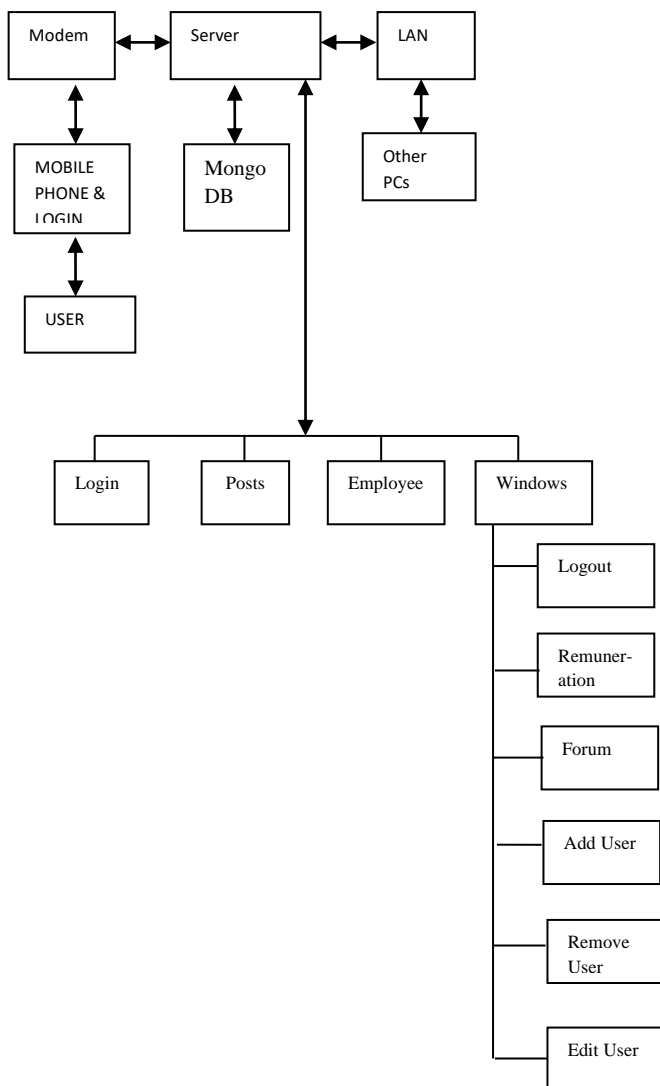 Modem
Server
LAN
MOBILE
PHONE &
LOGIN
Mongo
DB
Other
PCs
USER
Login
Posts
Employee
Windows
Logout
Remuner-
ation
Forum
Add User
Remove
User
Edit User